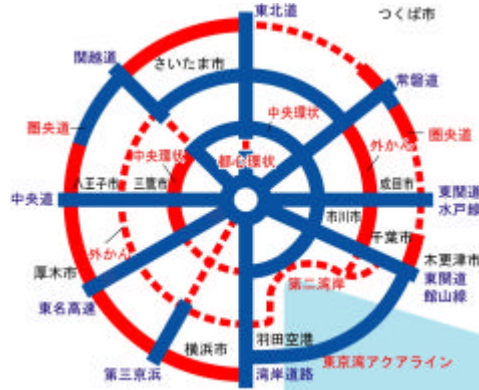 東北道
つくば市
関越道
さいたま市
常磐道
中央環状
圏央道
圏央道
外かん
中央環状
都心環状
八王子市
三鷹市
成田市
中央道
東関道
水戸線
市川市
千葉市
外かん
木更津市
厚木市
東関道
館山線
第二湾岸
東名高速
羽田空港
横浜市
東京湾アクアライン
第三京浜
湾岸道路